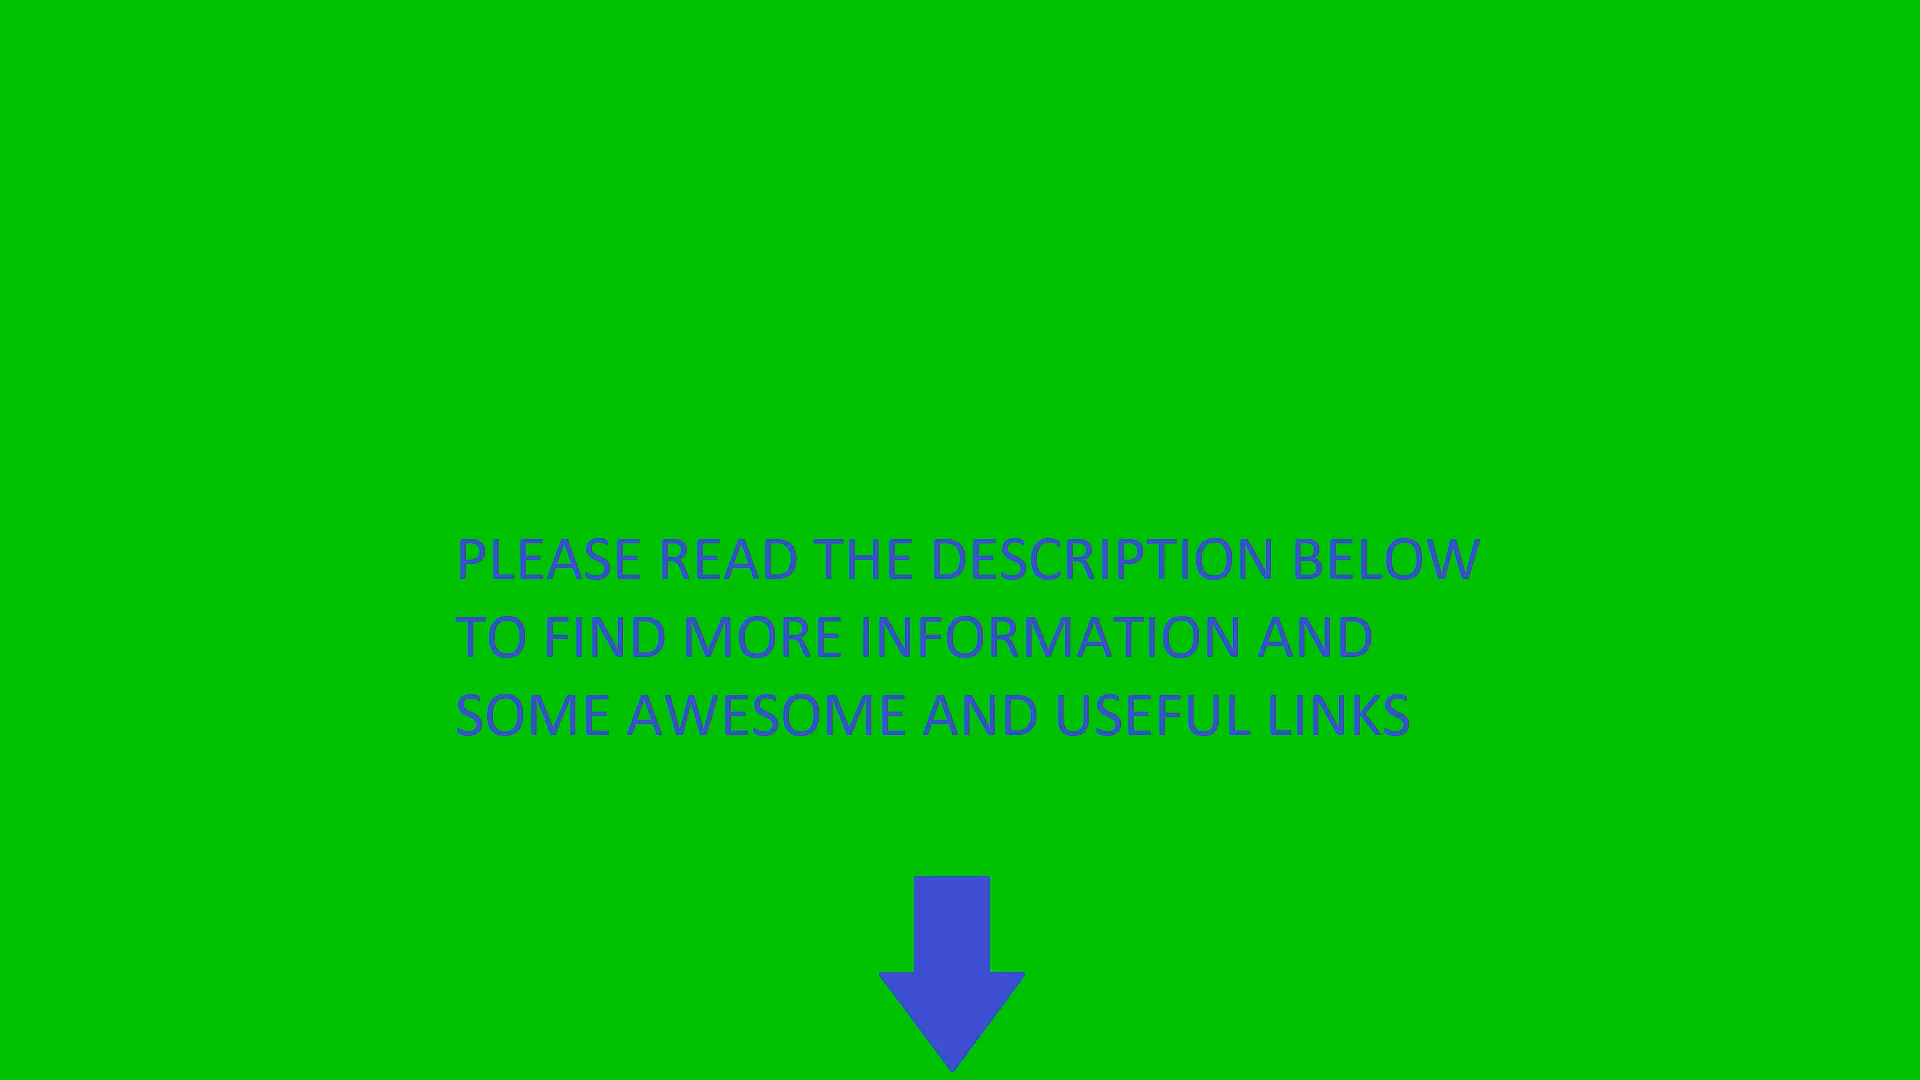 PLEASE READ THE DESCRIPTION BELOW
TO FIND MORE INFORMATION AND
SOME AWESOME AND USEFUL LINKS